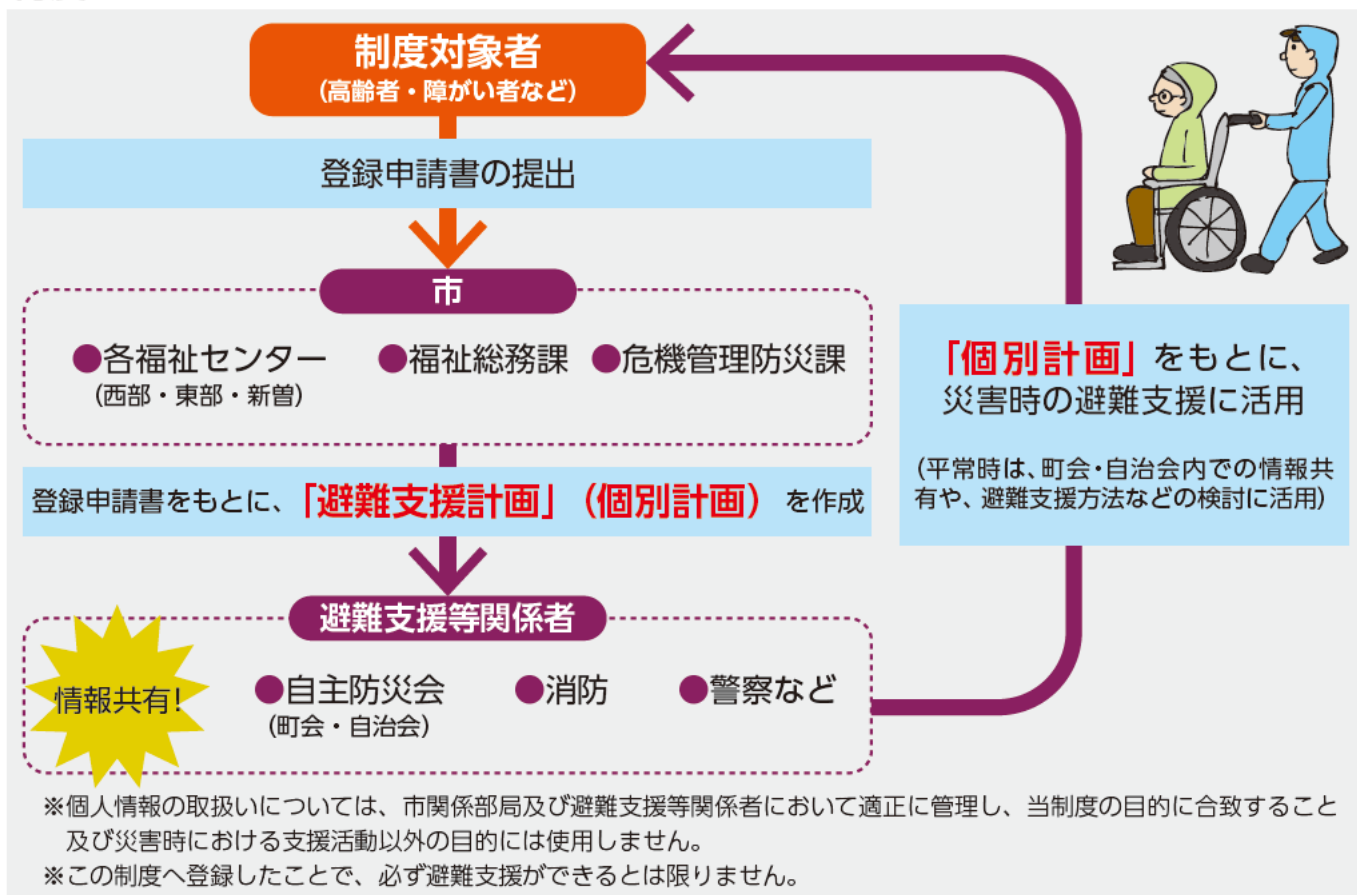 制度対象者
(高齢者・障がい者など)
登録申請書の提出
市
●各福祉センター
(西部・東部・新曽)
●福祉総務課
●危機管理防災課
登録申請書をもとに、「避難支援計画」(個別計画)を作成
避難支援等関係者
情報共有!
●自主防災会
(町会・自治会)
●消防
●警察など
「個別計画」をもとに、
災害時の避難支援に活用
(平常時は、町会・自治会内での情報共
有や、避難支援方法などの検討に活用)
※個人情報の取扱いについては、市関係部局及び避難支援等関係者において適正に管理し、当制度の目的に合致すること
及び災害時における支援活動以外の目的には使用しません。
※この制度へ登録したことで、必ず避難支援ができるとは限りません。